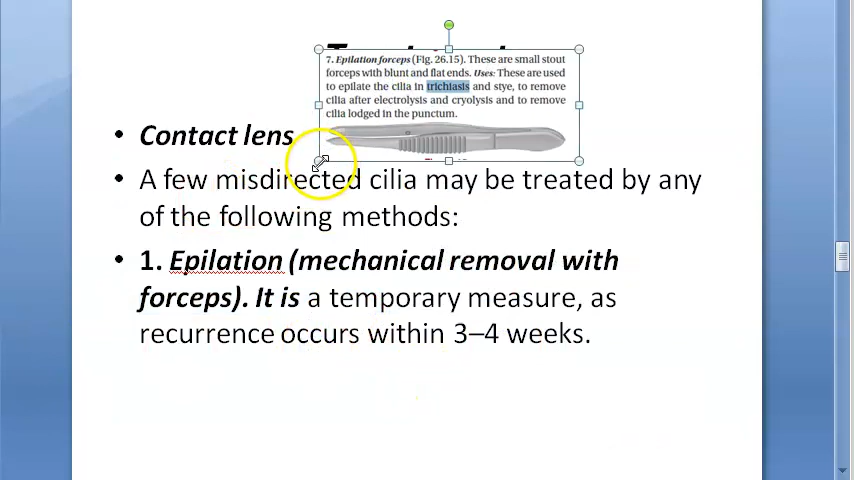 7. Epilation forceps (Fig. 26.15). These are small stout
forceps with blunt and flat ends. Uses: These are used
to epilate the cilia in trichiasis and stye, to remove
cilia after electrolysis and cryolysis and to remove
cilia lodged in the punctum.
• Contact lens
• A few misdirected cilia may be treated by any
of the following methods:
• 1. Epilation (mechanical removal with
forceps). It is a temporary measure, as
recurrence occurs within 3–4 weeks.